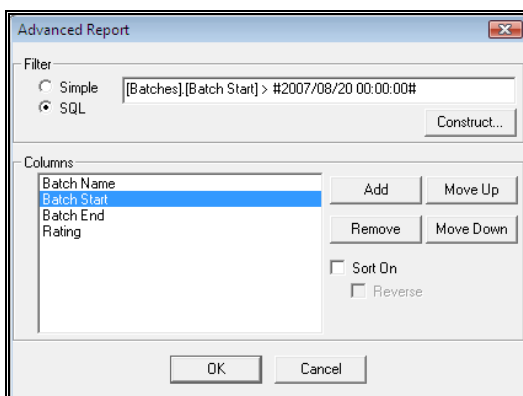 Advanced Report
Filter
Simple
[Batches].[Batch Start] > #2007/08/20 00:00:00#
SQL
Construct...
Columns
Batch Name
Batch Start
Batch End
Rating
Add
Move Up
Remove
Move Down
Sort On
Reverse
OK
Cancel